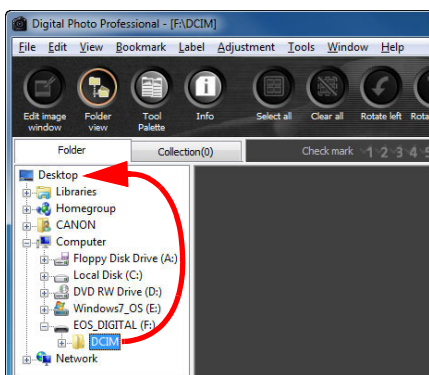 Digital Photo Professional - [F:\DCIM]
File Edit View Bookmark Label Adjustment Tools Window Help
Edit image window
Folder view
Tool Palette
Info
Select all
Clear all
Rotate left
Folder
Collection(0)
Check mark 1 2 3 4
Desktop
Libraries
Homegroup
CANON
Computer
Floppy Disk Drive (A:)
Local Disk (C:)
DVD RW Drive (D:)
Windows7_OS (E:)
EOS_DIGITAL (F:)
DCIM
Network